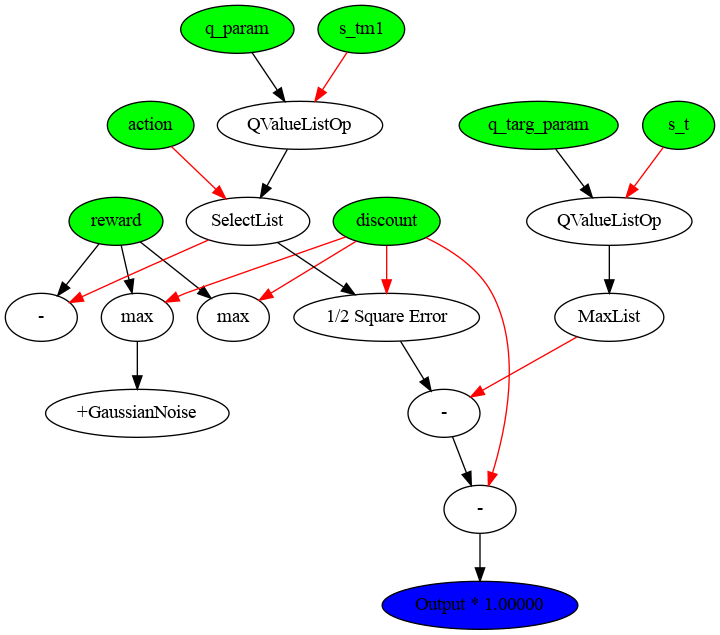 q_param
s_tm1
action
QValueListOp
q_targ_param
s_t
reward
SelectList
discount
QValueListOp
-
max
max
1/2 Square Error
MaxList
+GaussianNoise
-
-
Output * 1.00000